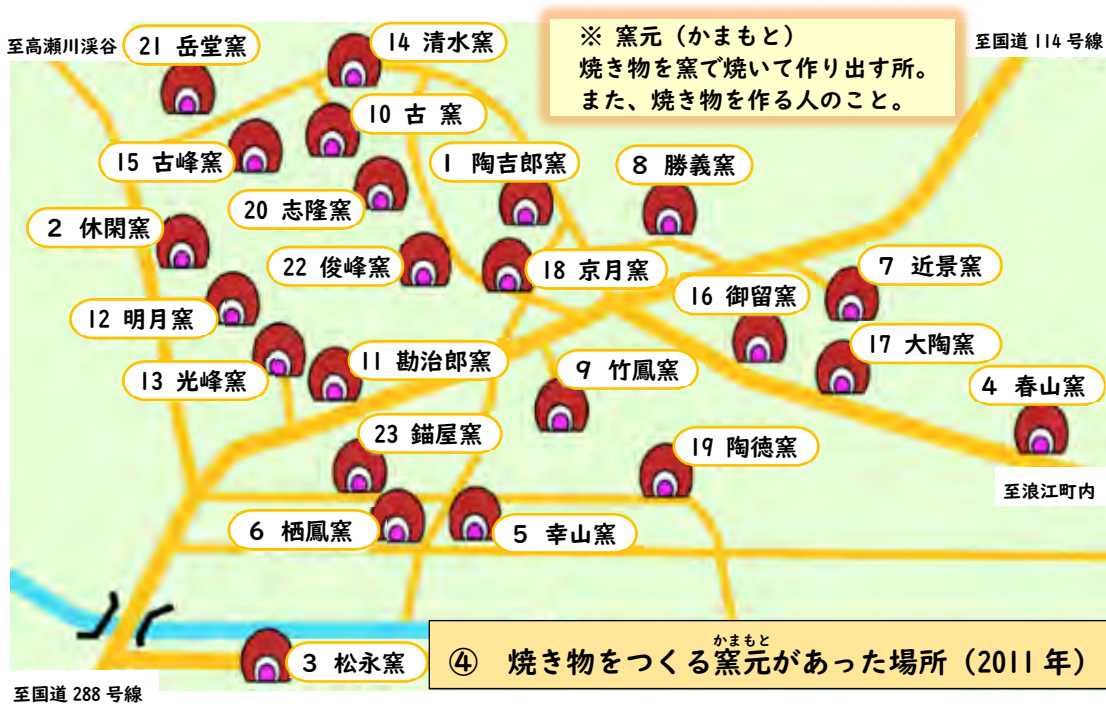 至高瀬川渓谷
21 岳堂窯
14 清水窯
※ 窯元（かまもと）
焼き物を窯で焼いて作り出す所。
また、焼き物を作る人のこと。
至国道 114 号線
10 古 窯
15 古峰窯
1 陶吉郎窯
8 勝義窯
20 志隆窯
2 休閑窯
22 俊峰窯
18 京月窯
7 近景窯
16 御留窯
12 明月窯
17 大陶窯
11 勘治郎窯
9 竹鳳窯
13 光峰窯
4 春山窯
23 錨屋窯
19 陶徳窯
至浪江町内
6 栖鳳窯
5 幸山窯
3 松永窯
かまもと
④ 焼き物をつくる窯元があった場所（2011 年）
至国道 288 号線